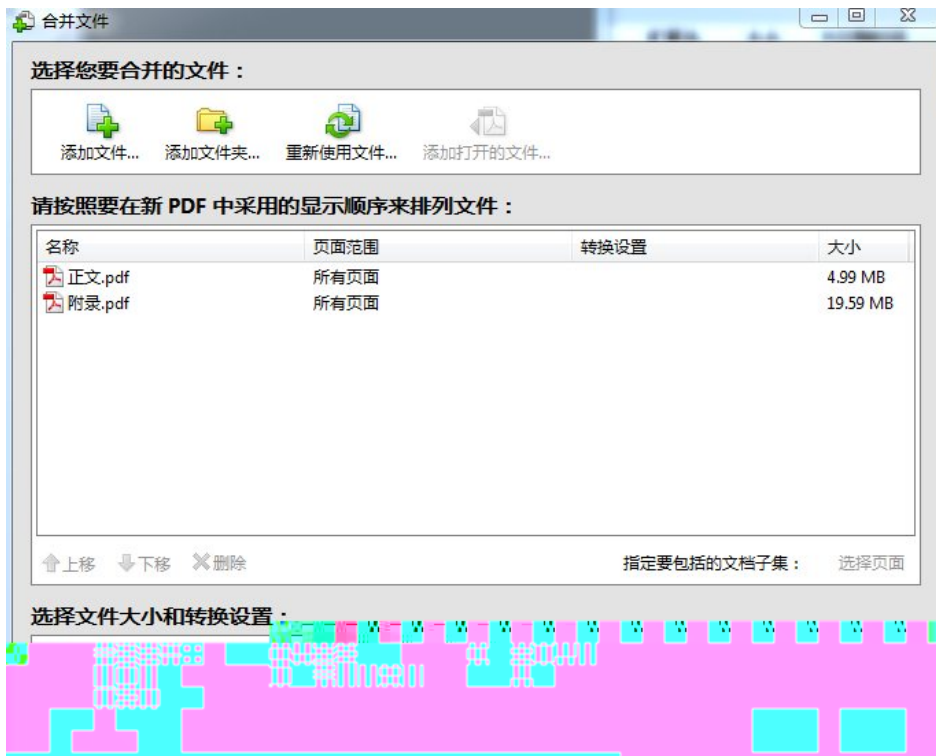 合并文件
选择您要合并的文件：
添加文件... 添加文件夹... 重新使用文件... 添加打开的文件...
请按照要在新 PDF 中采用的显示顺序来排列文件：
名称 页面范围 转换设置 大小
正文.pdf 所有页面 4.99 MB
附录.pdf 所有页面 19.59 MB
上移 下移 删除 指定要包括的文档子集： 选择页面
选择文件大小和转换设置：